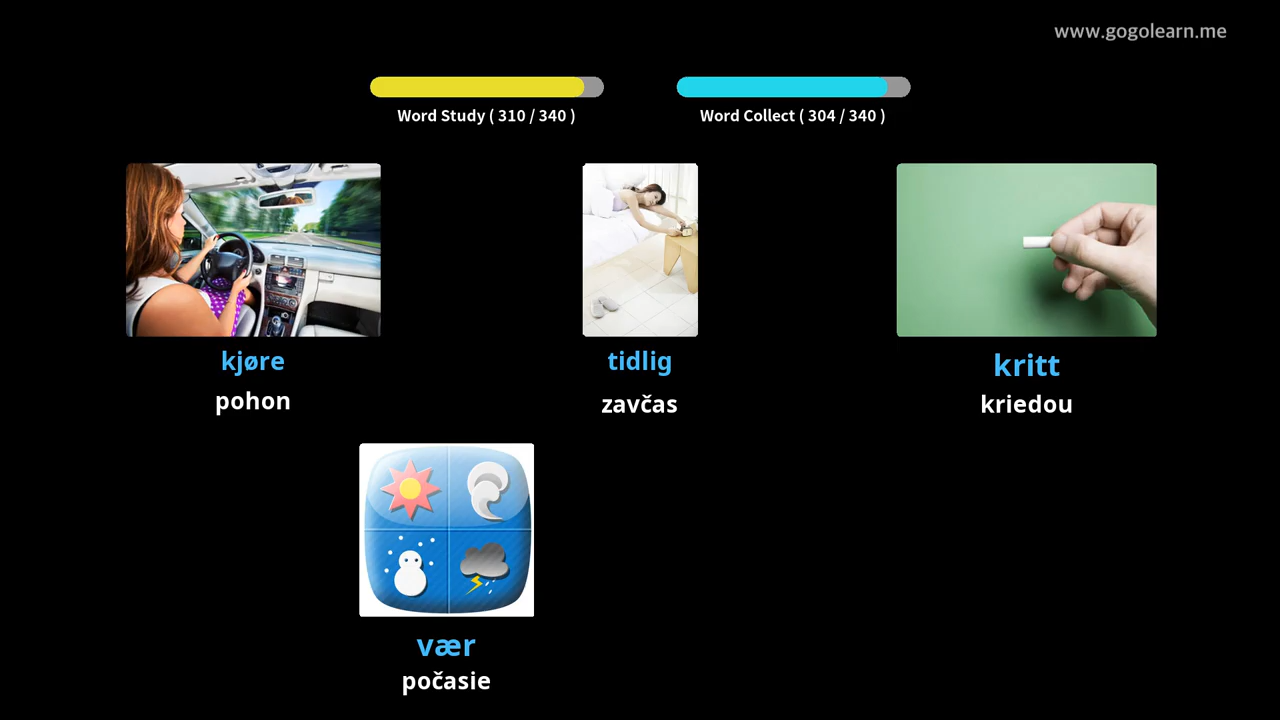 www.gogolearn.me
Word Study ( 310 / 340 )
Word Collect ( 304 / 340 )
kjøre
pohon
tidlig
zavčas
kritt
kriedou
vær
počasie